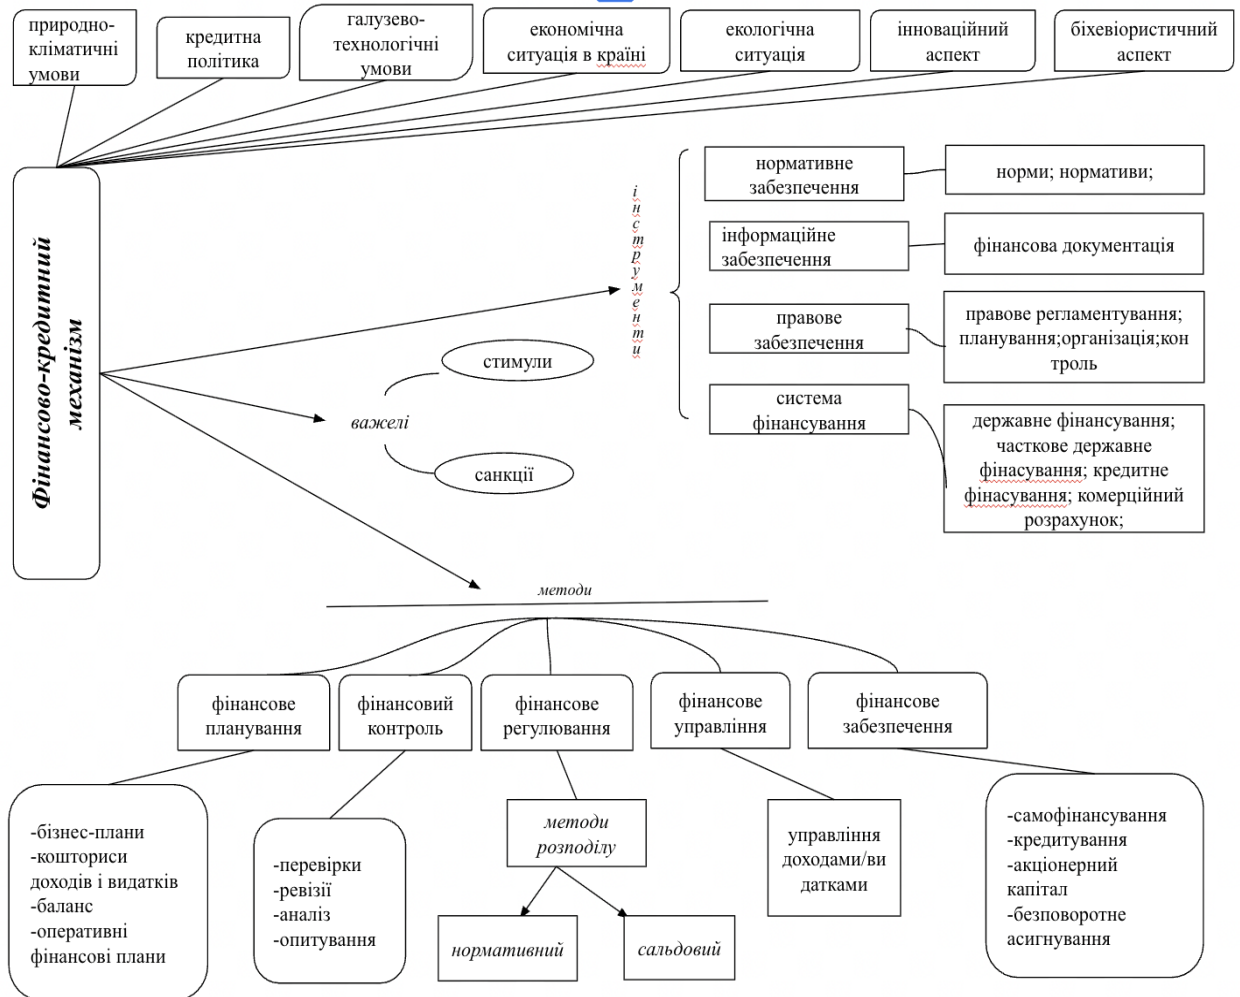 природно-
кліматичні
умови
кредитна
політика
галузево-
технологічні
умови
економічна
ситуація в країні
екологічна
ситуація
інноваційний
аспект
біхевіористичний
аспект
Фінансово-кредитний
механізм
інструменти
нормативне
забезпечення
норми; нормативи;
інформаційне
забезпечення
фінансова документація
правове
забезпечення
правове регламентування;
планування;організація;кон
троль
система
фінансування
державне фінансування;
часткове державне
фінасування; кредитне
фінасування; комерційний
розрахунок;
стимули
важелі
санкції
методи
фінансове
планування
фінансовий
контроль
фінансове
регулювання
фінансове
управління
фінансове
забезпечення
-бізнес-плани
-кошториси
доходів і видатків
-баланс
-оперативні
фінансові плани
-перевірки
-ревізії
-аналіз
-опитування
методи
розподілу
нормативний
сальдовий
управління
доходами/ви
датками
-самофінансування
-кредитування
-акціонерний
капітал
-безповоротне
асигнування